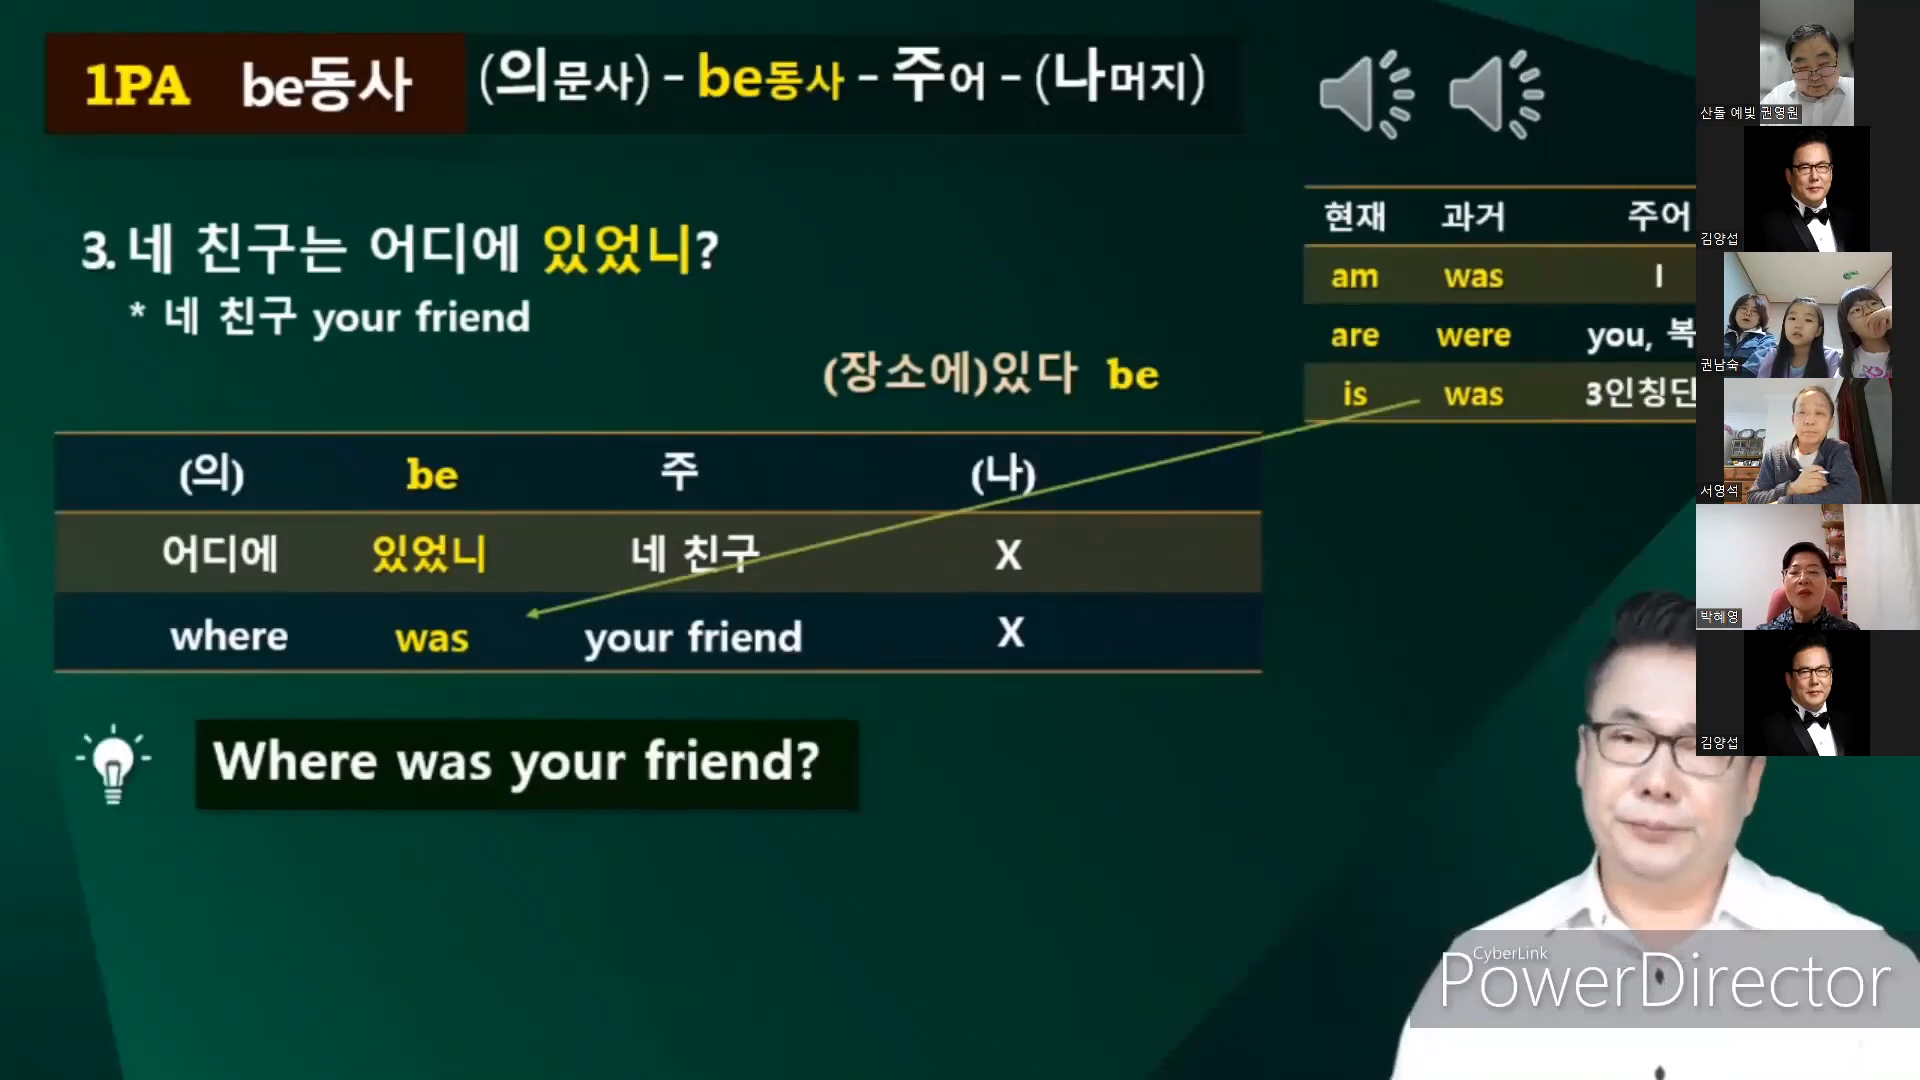 1PA be동사 (의문사) - be동사 - 주어 - (나머지)
3. 네 친구는 어디에 있었니?
* 네 친구 your friend
(장소에)있다 be
현재 과거 주어
am was I
are were you, 복
is was 3인칭단
(의) be 주 (나)
어디에 있었니 네 친구 X
where was your friend X
Where was your friend?
산돌 예빛 권영원
김양섭
권남숙
서영석
박혜영
김양섭
CyberLink
PowerDirector